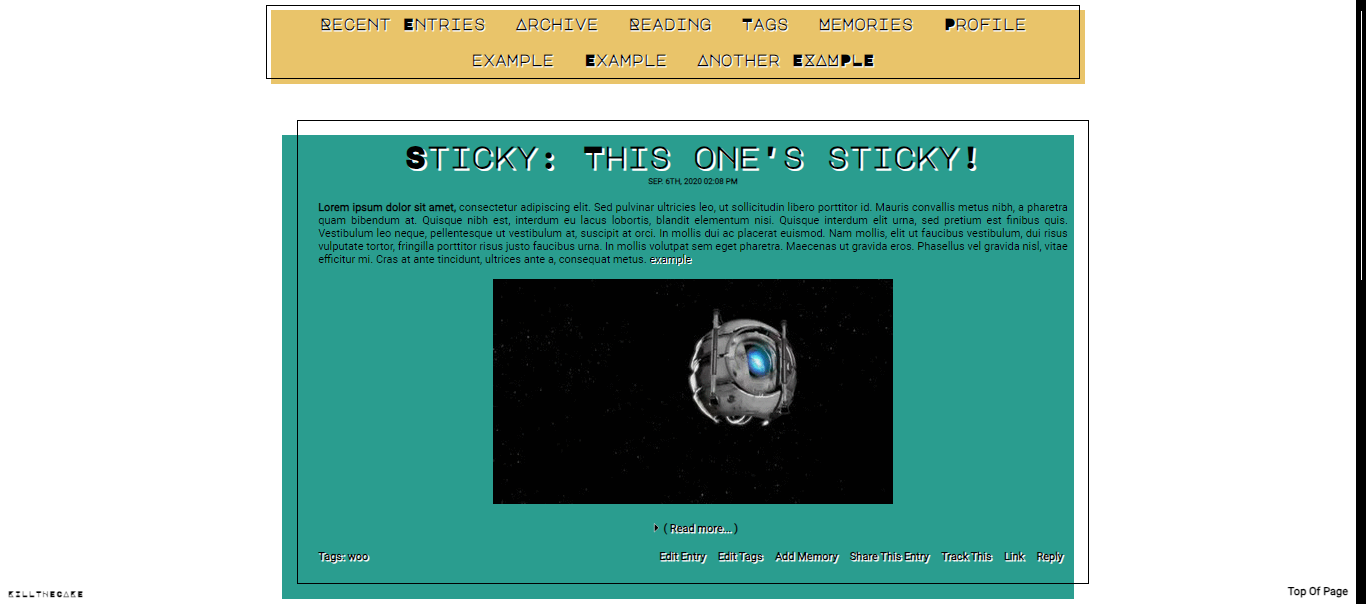 Recent Entries Archive Reading Tags Memories Profile
Example Example Another Example
Sticky: This one's sticky!
SEP. 6TH, 2020 02:08 PM
Lorem ipsum dolor sit amet, consectetur adipiscing elit. Sed pulvinar ultricies leo, ut sollicitudin libero porttitor id. Mauris convallis metus nibh, a pharetra
quam bibendum at. Quisque nibh est, interdum eu lacus lobortis, blandit elementum nisi. Quisque interdum elit urna, sed pretium est finibus quis.
Vestibulum leo neque, pellentesque ut vestibulum at, suscipit at orci. In mollis dui ac placerat euismod. Nam mollis, elit ut faucibus vestibulum, dui risus
vulputate tortor, fringilla porttitor risus justo faucibus urna. In mollis volutpat sem eget pharetra. Maecenas ut gravida eros. Phasellus vel gravida nisl, vitae
efficitur mi. Cras at ante tincidunt, ultrices ante a, consequat metus. example
( Read more... )
Tags: woo Edit Entry Edit Tags Add Memory Share This Entry Track This Link Reply
killthecake Top Of Page